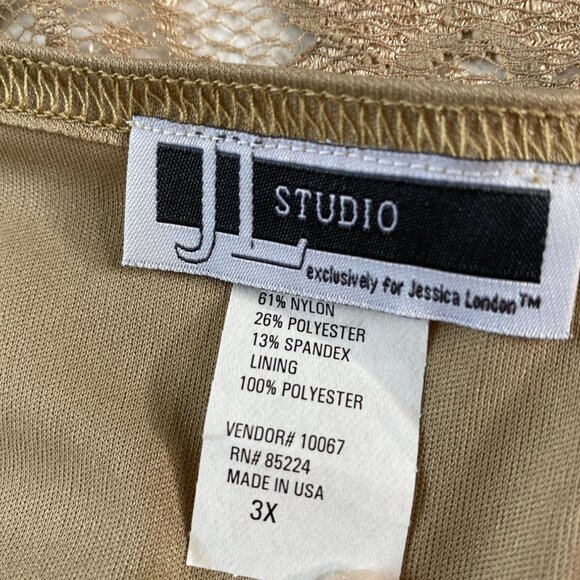 JL STUDIO
exclusively for Jessica London™
61% NYLON
26% POLYESTER
13% SPANDEX
LINING
100% POLYESTER
VENDOR# 10067
RN# 85224
MADE IN USA
3X